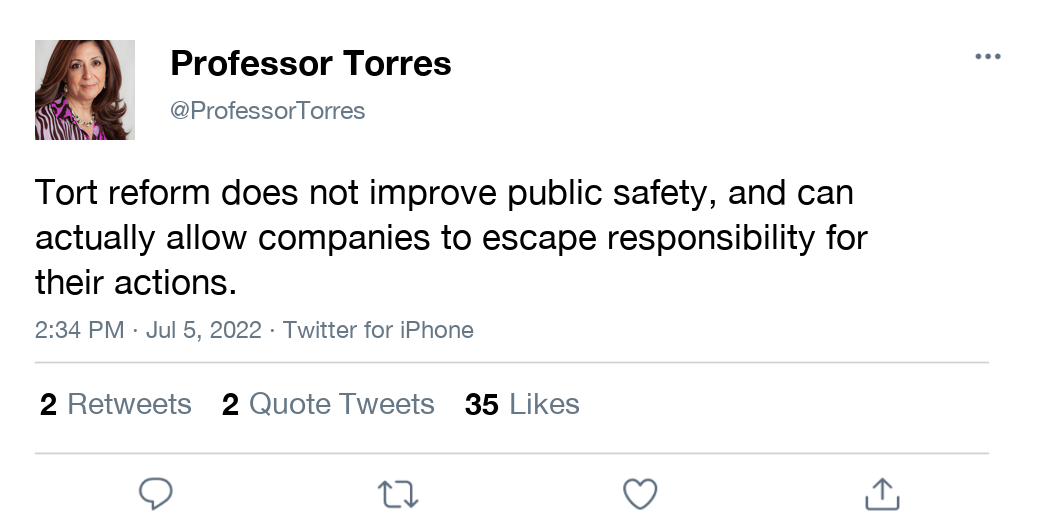 Professor Torres
@ProfessorTorres
Tort reform does not improve public safety, and can
actually allow companies to escape responsibility for
their actions.
2:34 PM · Jul 5, 2022 · Twitter for iPhone
2 Retweets 2 Quote Tweets 35 Likes